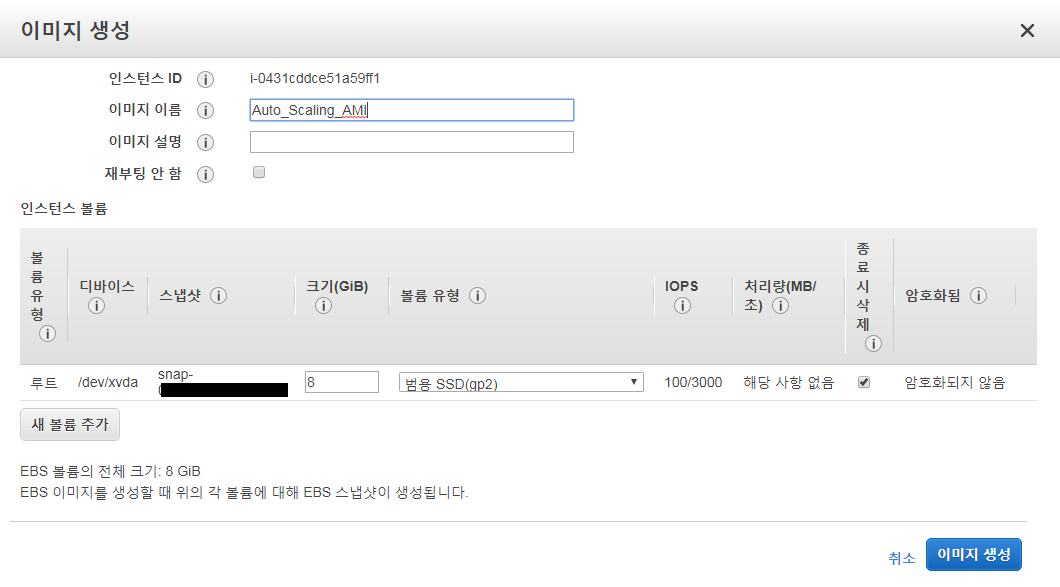 이미지 생성
인스턴스 ID i-0431cddce51a59ff1
이미지 이름 Auto_Scaling_AMI
이미지 설명
재부팅 안 함
인스턴스 볼륨
볼륨 유형 디바이스 스냅샷 크기(GiB) 볼륨 유형 IOPS 처리량(MB/초) 종료 시 삭제 암호화됨
루트 /dev/xvda snap- 8 범용 SSD(gp2) 100/3000 해당 사항 없음 암호화되지 않음
새 볼륨 추가
EBS 볼륨의 전체 크기: 8 GiB
EBS 이미지를 생성할 때 위의 각 볼륨에 대해 EBS 스냅샷이 생성됩니다.
취소 이미지 생성